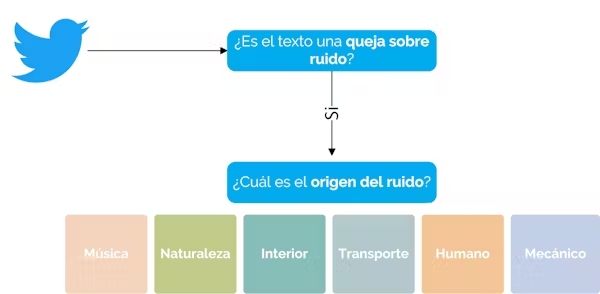 ¿Es el texto una queja sobre
ruido?
Si
¿Cuál es el origen del ruido?
Música Naturaleza Interior Transporte Humano Mecánico